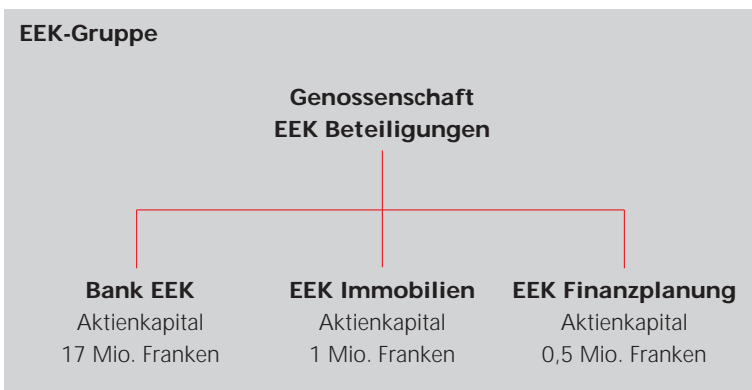 EEK-Gruppe
Genossenschaft
EEK Beteiligungen
Bank EEK
Aktienkapital
17 Mio. Franken
EEK Immobilien
Aktienkapital
1 Mio. Franken
EEK Finanzplanung
Aktienkapital
0,5 Mio. Franken